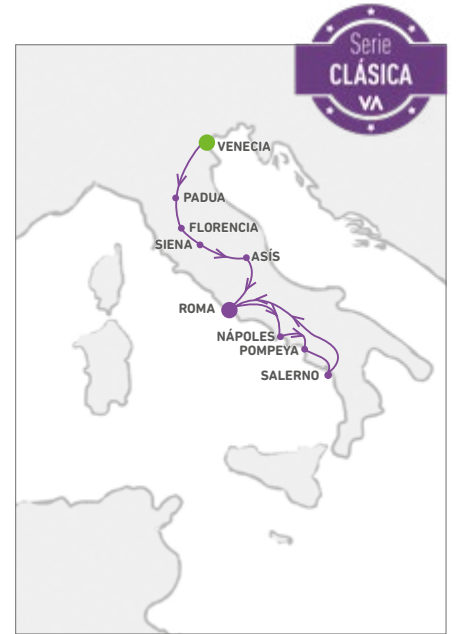 Serie
CLÁSICA
VA
VENECIA
PADUA
FLORENCIA
SIENA
ASÍS
ROMA
NÁPOLES
POMPEYA
SALERNO